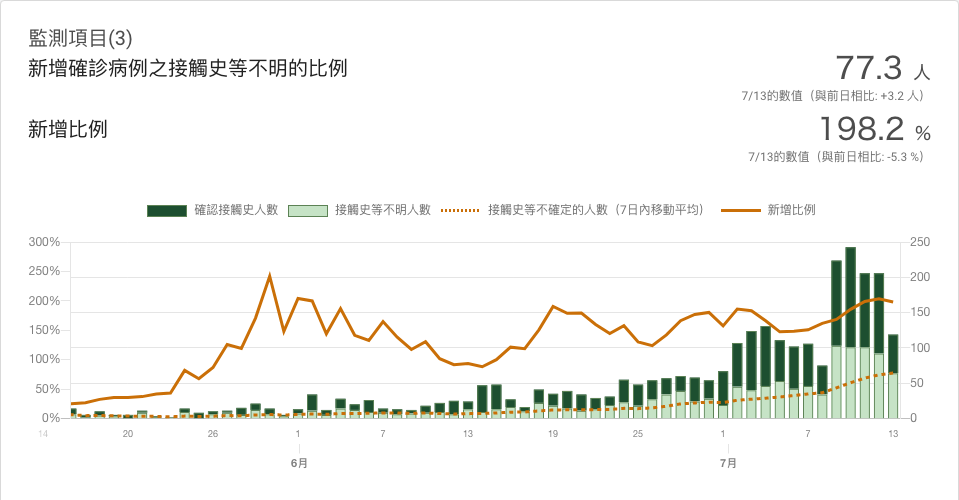 監測項目(3)
新增確診病例之接觸史等不明的比例
77.3 人
7/13的數值（與前日相比: +3.2 人）
新增比例
198.2 %
7/13的數值（與前日相比: -5.3 %）
確認接觸史人數 接觸史等不明人數 接觸史等不確定的人數（7日內移動平均） 新增比例
300% 250
250% 200
200% 150
150% 100
100% 50
50% 0
0%
14 20 26 1 7 13 19 25 1 7 13
6月 7月